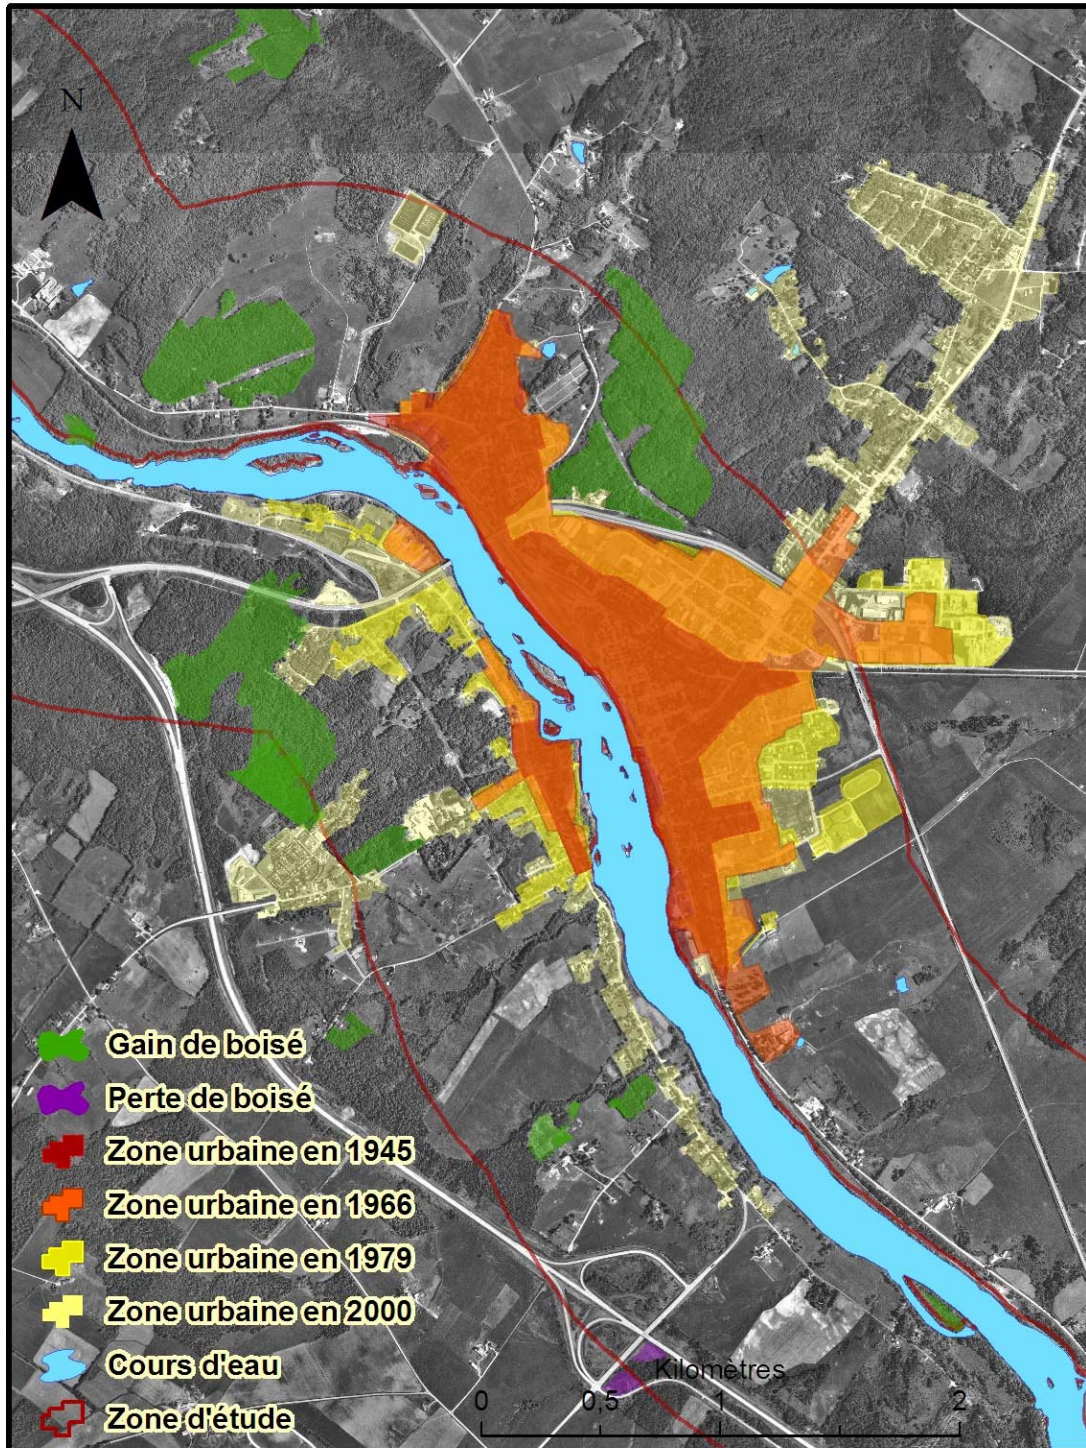 N
Gain de boisé
Perte de boisé
Zone urbaine en 1945
Zone urbaine en 1966
Zone urbaine en 1979
Zone urbaine en 2000
Cours d'eau
Zone d'étude
Kilomètres
0 0,5 1 2